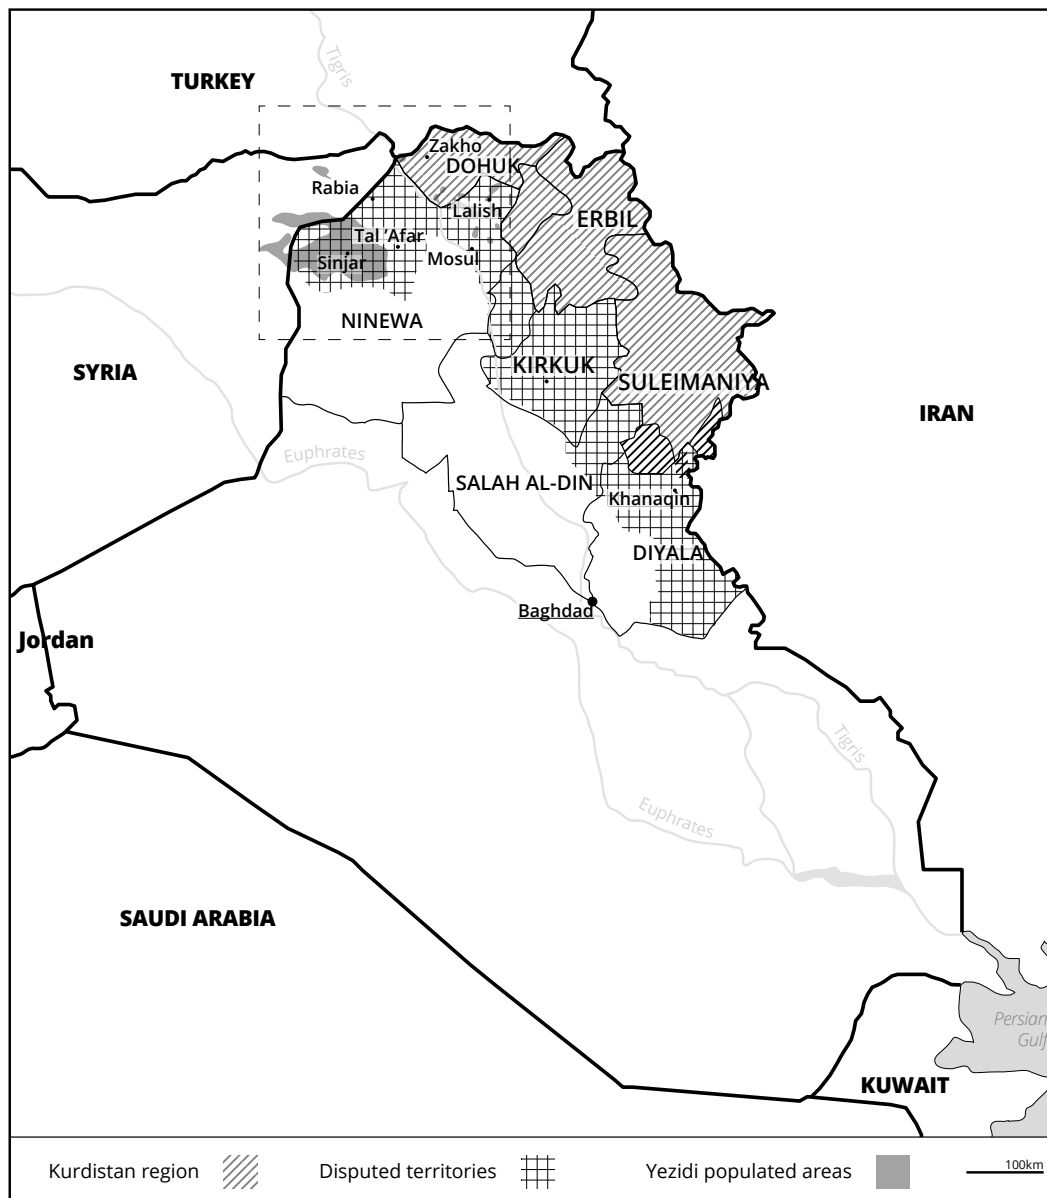 Tigris
TURKEY
Zakho
DOHUK
Rabia
Lalish
ERBIL
Tal ’Afar
Sinjar
Mosul
NINEWA
KIRKUK
SYRIA
SULEIMANIYA
IRAN
Euphrates
SALAH AL-DIN
Khanaqin
DIYALA
Baghdad
Jordan
Tigris
Euphrates
SAUDI ARABIA
Persian
Gulf
KUWAIT
Kurdistan region
Disputed territories
Yezidi populated areas
100km